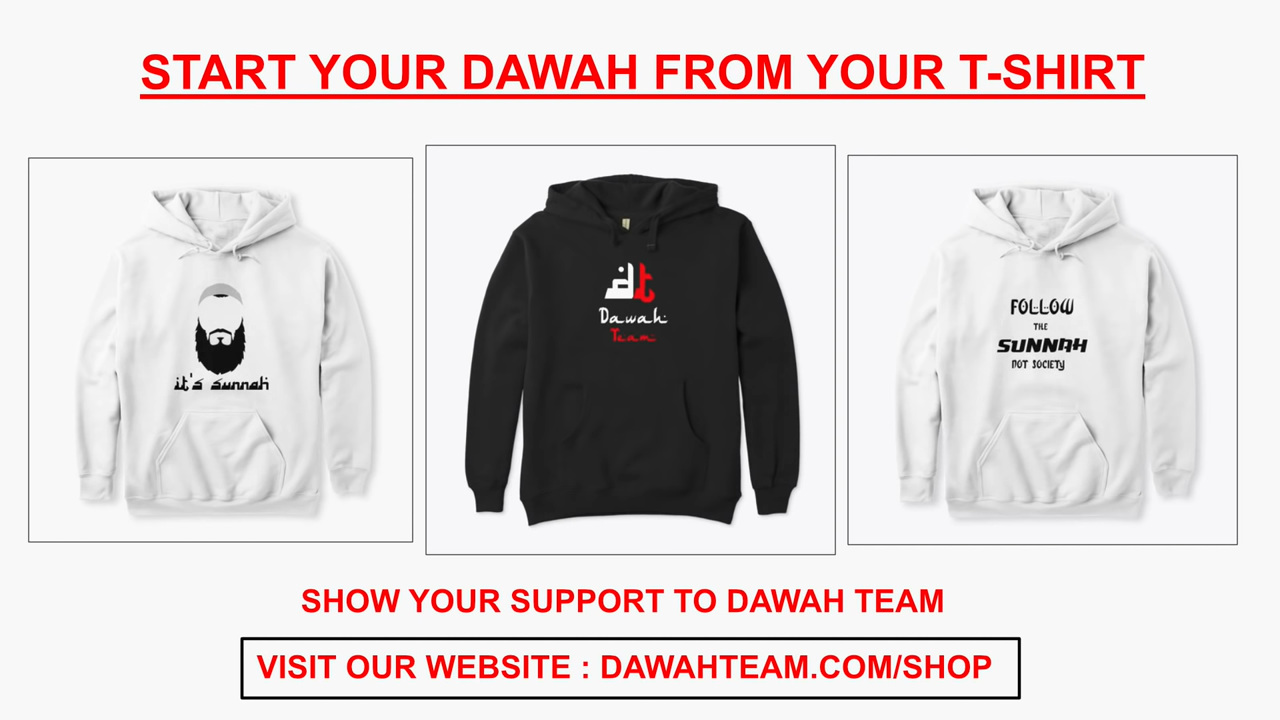 START YOUR DAWAH FROM YOUR T-SHIRT
it's sunnah
dt
Dawah
Team
FOLLOW
THE
SUNNAH
NOT SOCIETY
SHOW YOUR SUPPORT TO DAWAH TEAM
VISIT OUR WEBSITE : DAWAHTEAM.COM/SHOP